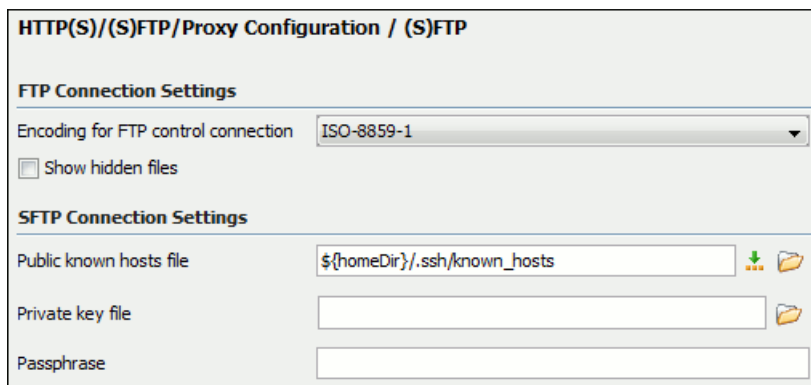 HTTP(S)/(S)FTP/Proxy Configuration / (S)FTP
FTP Connection Settings
Encoding for FTP control connection ISO-8859-1
Show hidden files
SFTP Connection Settings
Public known hosts file ${homeDir}/.ssh/known_hosts
Private key file
Passphrase